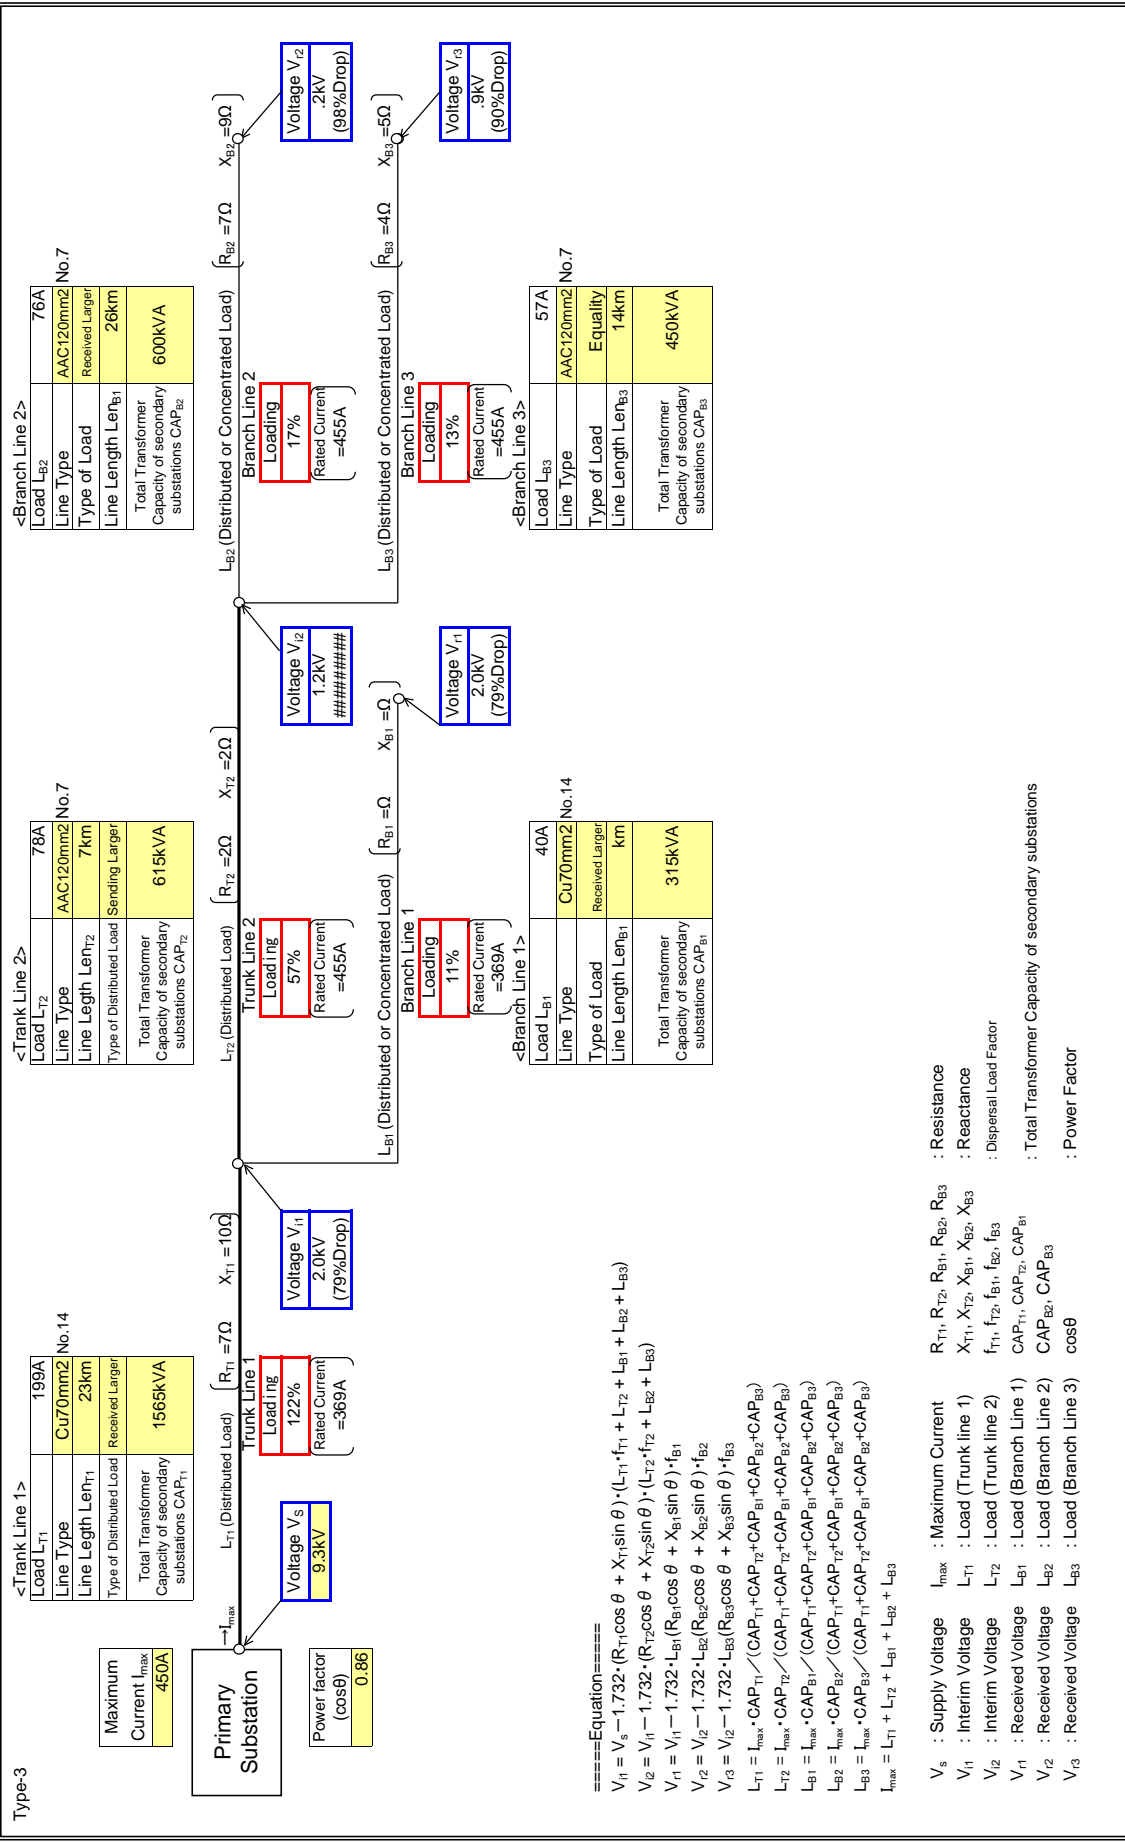 Type-3
Maximum
Current Imax
450A
Primary
Substation
Power factor
(cosθ)
0.86
→Imax
Voltage VS
9.3kV
<Trank Line 1>
Load LT1 199A
Line Type Cu70mm2 No.14
Line Legth LenT1 23km
Type of Distributed Load Received Larger
Total Transformer
Capacity of secondary
substations CAPT1
1565kVA
LT1 (Distributed Load)
RT1 =7Ω XT1 =10Ω
Trunk Line 1
Loading
122%
Rated Current
=369A
Voltage Vi1
2.0kV
(79%Drop)
<Trank Line 2>
Load LT2 78A
Line Type AAC120mm2 No.7
Line Legth LenT2 7km
Type of Distributed Load Sending Larger
Total Transformer
Capacity of secondary
substations CAPT2
615kVA
LT2 (Distributed Load)
RT2 =2Ω XT2 =2Ω
Trunk Line 2
Loading
57%
Rated Current
=455A
Voltage Vi2
1.2kV
#########
LB1 (Distributed or Concentrated Load)
RB1 =Ω XB1 =Ω
Branch Line 1
Loading
11%
Rated Current
=369A
Voltage Vr1
2.0kV
(79%Drop)
<Branch Line 1>
Load LB1 40A
Line Type Cu70mm2 No.14
Type of Load Received Larger
Line Length LenB1 km
Total Transformer
Capacity of secondary
substations CAPB1
315kVA
<Branch Line 2>
Load LB2 76A
Line Type AAC120mm2 No.7
Type of Load Received Larger
Line Length LenB1 26km
Total Transformer
Capacity of secondary
substations CAPB2
600kVA
LB2 (Distributed or Concentrated Load)
RB2 =7Ω XB2 =9Ω
Branch Line 2
Loading
17%
Rated Current
=455A
Voltage Vr2
.2kV
(98%Drop)
LB3 (Distributed or Concentrated Load)
RB3 =4Ω XB3 =5Ω
Branch Line 3
Loading
13%
Rated Current
=455A
Voltage Vr3
.9kV
(90%Drop)
<Branch Line 3>
Load LB3 57A
Line Type AAC120mm2 No.7
Type of Load Equality
Line Length LenB3 14km
Total Transformer
Capacity of secondary
substations CAPB3
450kVA
=====Equation=====
Vi1 = Vs－1.732・(RT1cos θ + XT1sin θ)・(LT1・fT1 + LT2 + LB1 + LB2 + LB3)
Vi2 = Vi1－1.732・(RT2cos θ + XT2sin θ)・(LT2・fT2 + LB2 + LB3)
Vr1 = Vi1－1.732・LB1(RB1cos θ + XB1sin θ)・fB1
Vr2 = Vi2－1.732・LB2(RB2cos θ + XB2sin θ)・fB2
Vr3 = Vi2－1.732・LB3(RB3cos θ + XB3sin θ)・fB3
LT1 = Imax・CAPT1／(CAPT1+CAPT2+CAPB1+CAPB2+CAPB3)
LT2 = Imax・CAPT2／(CAPT1+CAPT2+CAPB1+CAPB2+CAPB3)
LB1 = Imax・CAPB1／(CAPT1+CAPT2+CAPB1+CAPB2+CAPB3)
LB2 = Imax・CAPB2／(CAPT1+CAPT2+CAPB1+CAPB2+CAPB3)
LB3 = Imax・CAPB3／(CAPT1+CAPT2+CAPB1+CAPB2+CAPB3)
Imax = LT1 + LT2 + LB1 + LB2 + LB3
Vs : Supply Voltage Imax : Maximum Current RT1, RT2, RB1, RB2, RB3 : Resistance
Vi1 : Interim Voltage LT1 : Load (Trunk line 1) XT1, XT2, XB1, XB2, XB3 : Reactance
Vi2 : Interim Voltage LT2 : Load (Trunk line 2) fT1, fT2, fB1, fB2, fB3 : Dispersal Load Factor
Vr1 : Received Voltage LB1 : Load (Branch Line 1) CAPT1, CAPT2, CAPB1 : Total Transformer Capacity of secondary substations
Vr2 : Received Voltage LB2 : Load (Branch Line 2) CAPB2, CAPB3
Vr3 : Received Voltage LB3 : Load (Branch Line 3) cosθ : Power Factor